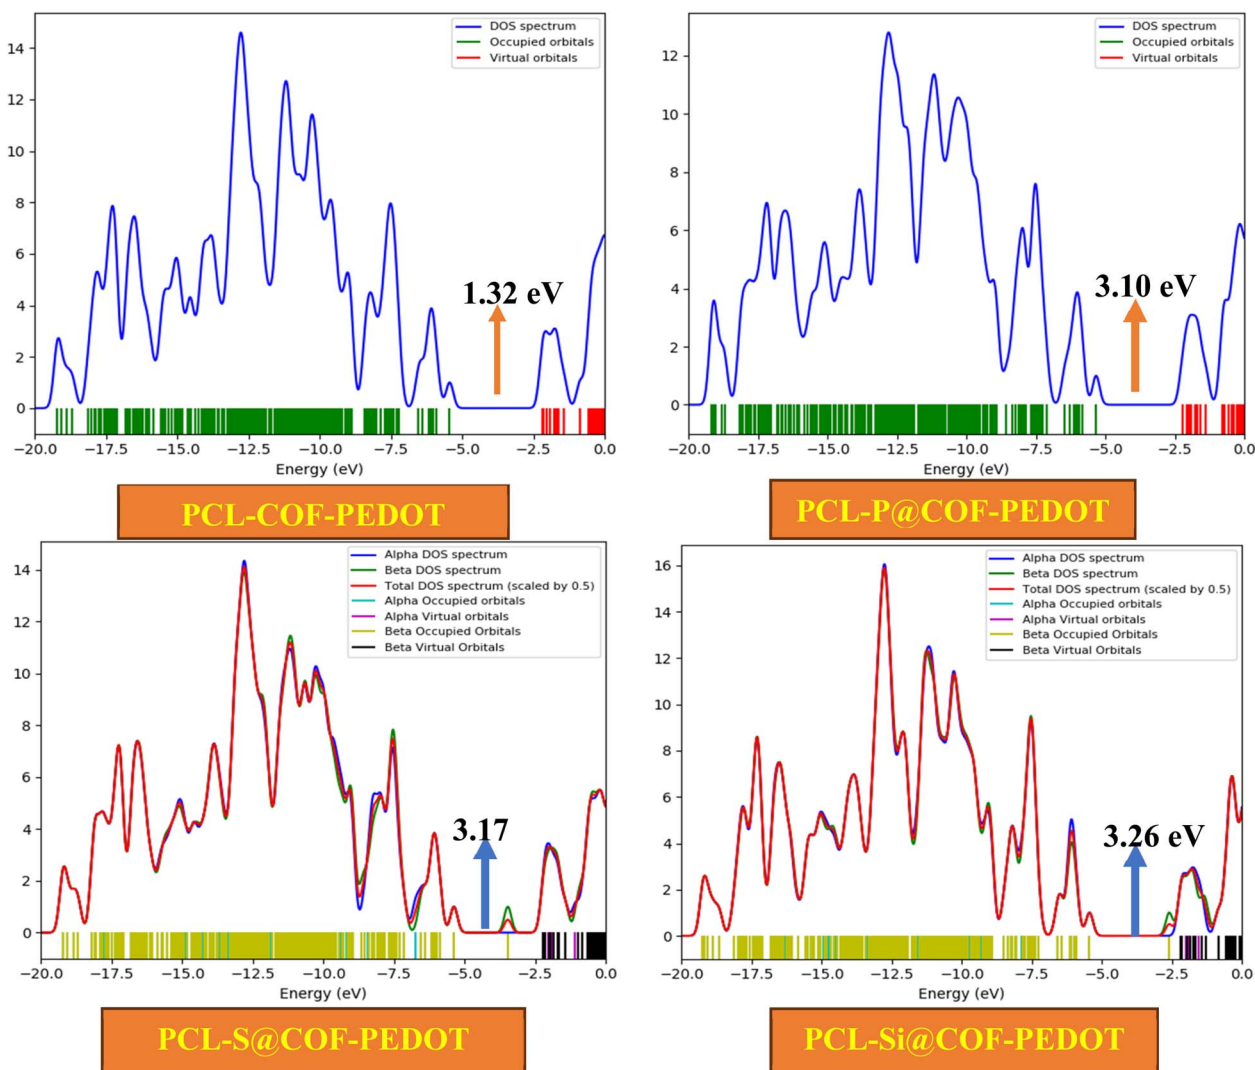 DOS spectrum
Occupied orbitals
Virtual orbitals
14
12
10
8
6
4
2
0
1.32 eV
−20.0 −17.5 −15.0 −12.5 −10.0 −7.5 −5.0 −2.5 0.0
Energy (eV)
PCL-COF-PEDOT
DOS spectrum
Occupied orbitals
Virtual orbitals
12
10
8
6
4
2
0
3.10 eV
−20.0 −17.5 −15.0 −12.5 −10.0 −7.5 −5.0 −2.5 0.0
Energy (eV)
PCL-P@COF-PEDOT
Alpha DOS spectrum
Beta DOS spectrum
Total DOS spectrum (scaled by 0.5)
Alpha Occupied orbitals
Alpha Virtual orbitals
Beta Occupied Orbitals
Beta Virtual Orbitals
14
12
10
8
6
4
2
0
3.17
−20.0 −17.5 −15.0 −12.5 −10.0 −7.5 −5.0 −2.5 0.0
Energy (eV)
PCL-S@COF-PEDOT
Alpha DOS spectrum
Beta DOS spectrum
Total DOS spectrum (scaled by 0.5)
Alpha Occupied orbitals
Alpha Virtual orbitals
Beta Occupied Orbitals
Beta Virtual Orbitals
16
14
12
10
8
6
4
2
0
3.26 eV
−20.0 −17.5 −15.0 −12.5 −10.0 −7.5 −5.0 −2.5 0.0
Energy (eV)
PCL-Si@COF-PEDOT